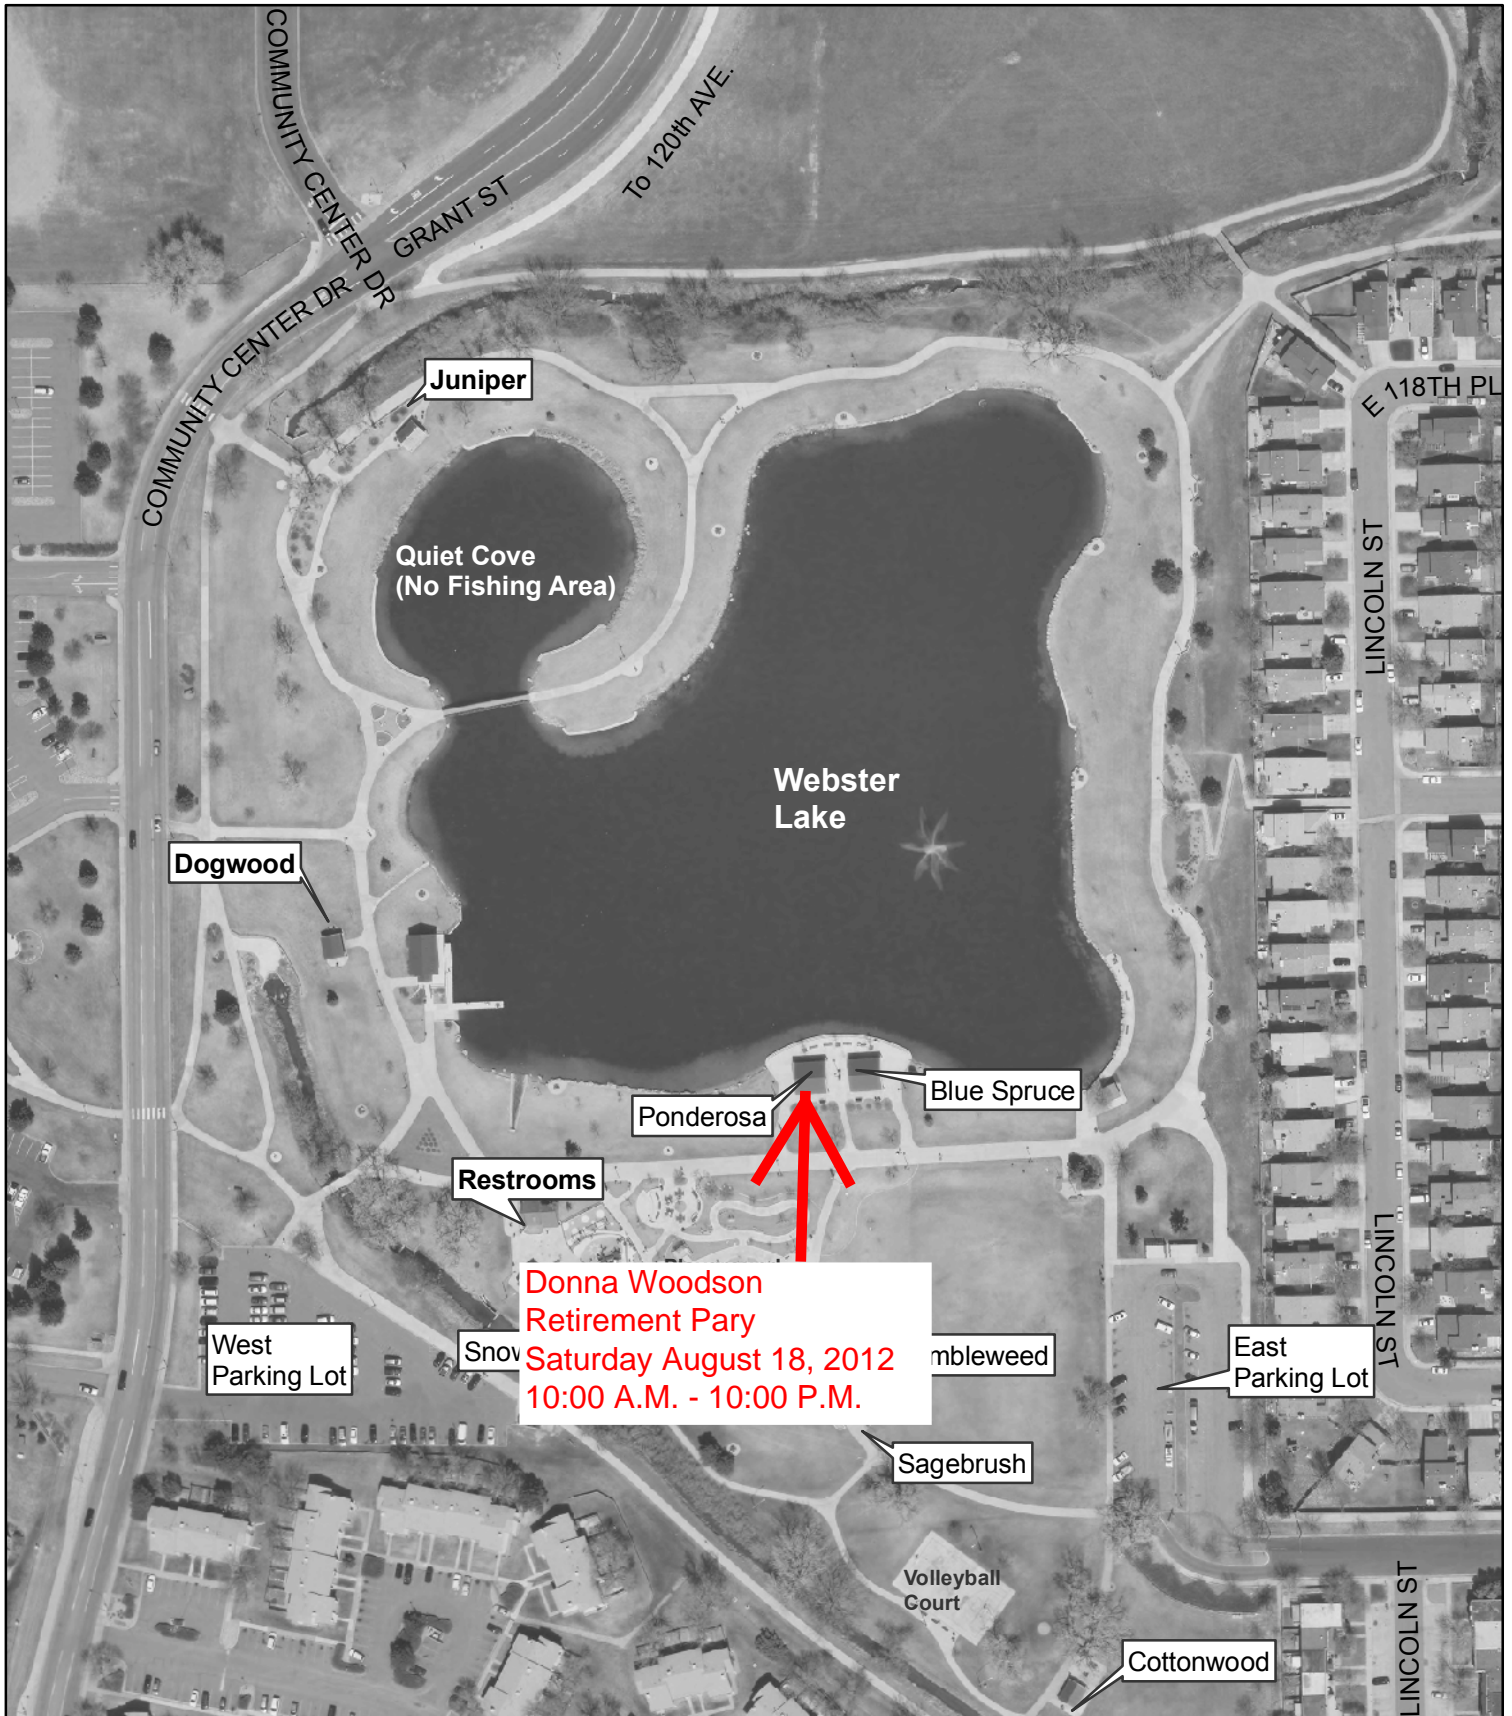 COMMUNITY CENTER DR
To 120th AVE.
GRANT ST
COMMUNITY CENTER DR
Juniper
E 118TH PL
Quiet Cove
(No Fishing Area)
LINCOLN ST
Webster
Lake
Dogwood
Ponderosa
Blue Spruce
Restrooms
LINCOLN ST
Donna Woodson
Retirement Pary
Saturday August 18, 2012
10:00 A.M. - 10:00 P.M.
West
Parking Lot
Snov
mbleweed
East
Parking Lot
Sagebrush
Volleyball
Court
LINCOLN ST
Cottonwood